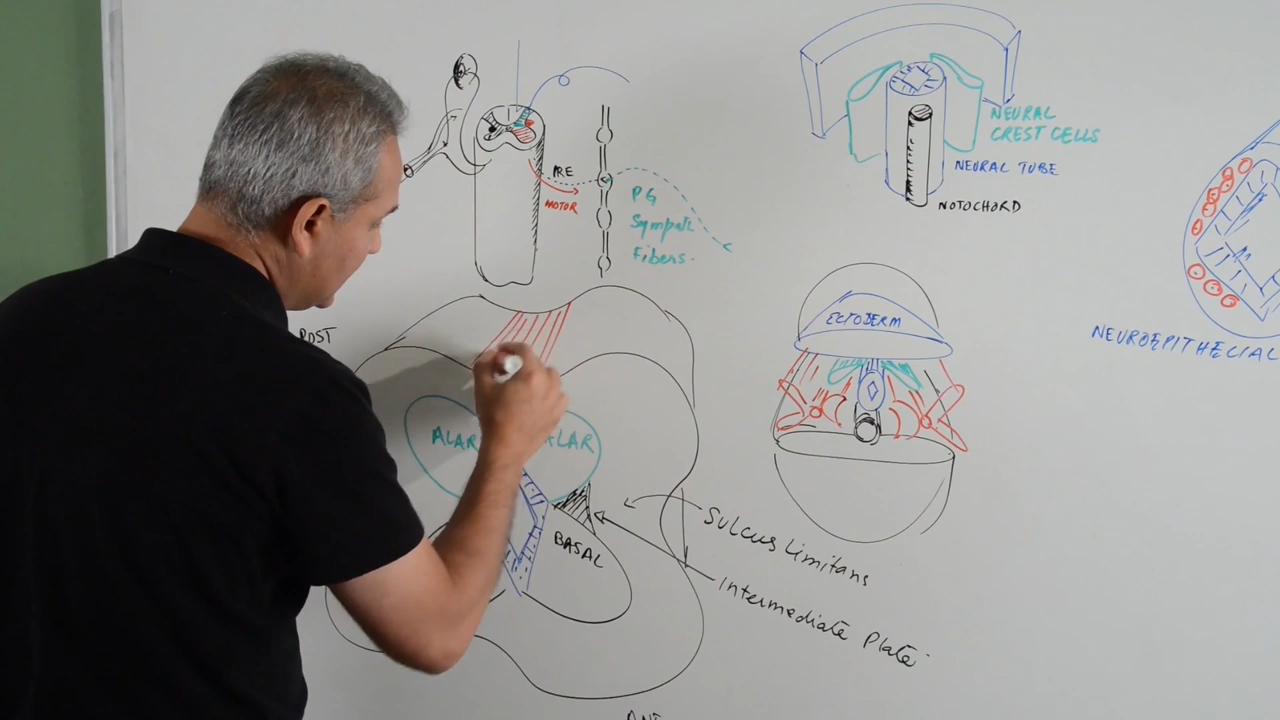 PRE
MOTOR
PG
Sympath
Fibers.
NEURAL
CREST CELLS
NEURAL TUBE
NOTOCHORD
ECTODERM
NEUROEPITHELIAL
POST
ALAR
ALAR
BASAL
Sulcus Limitans
Intermediate Plate
ANT